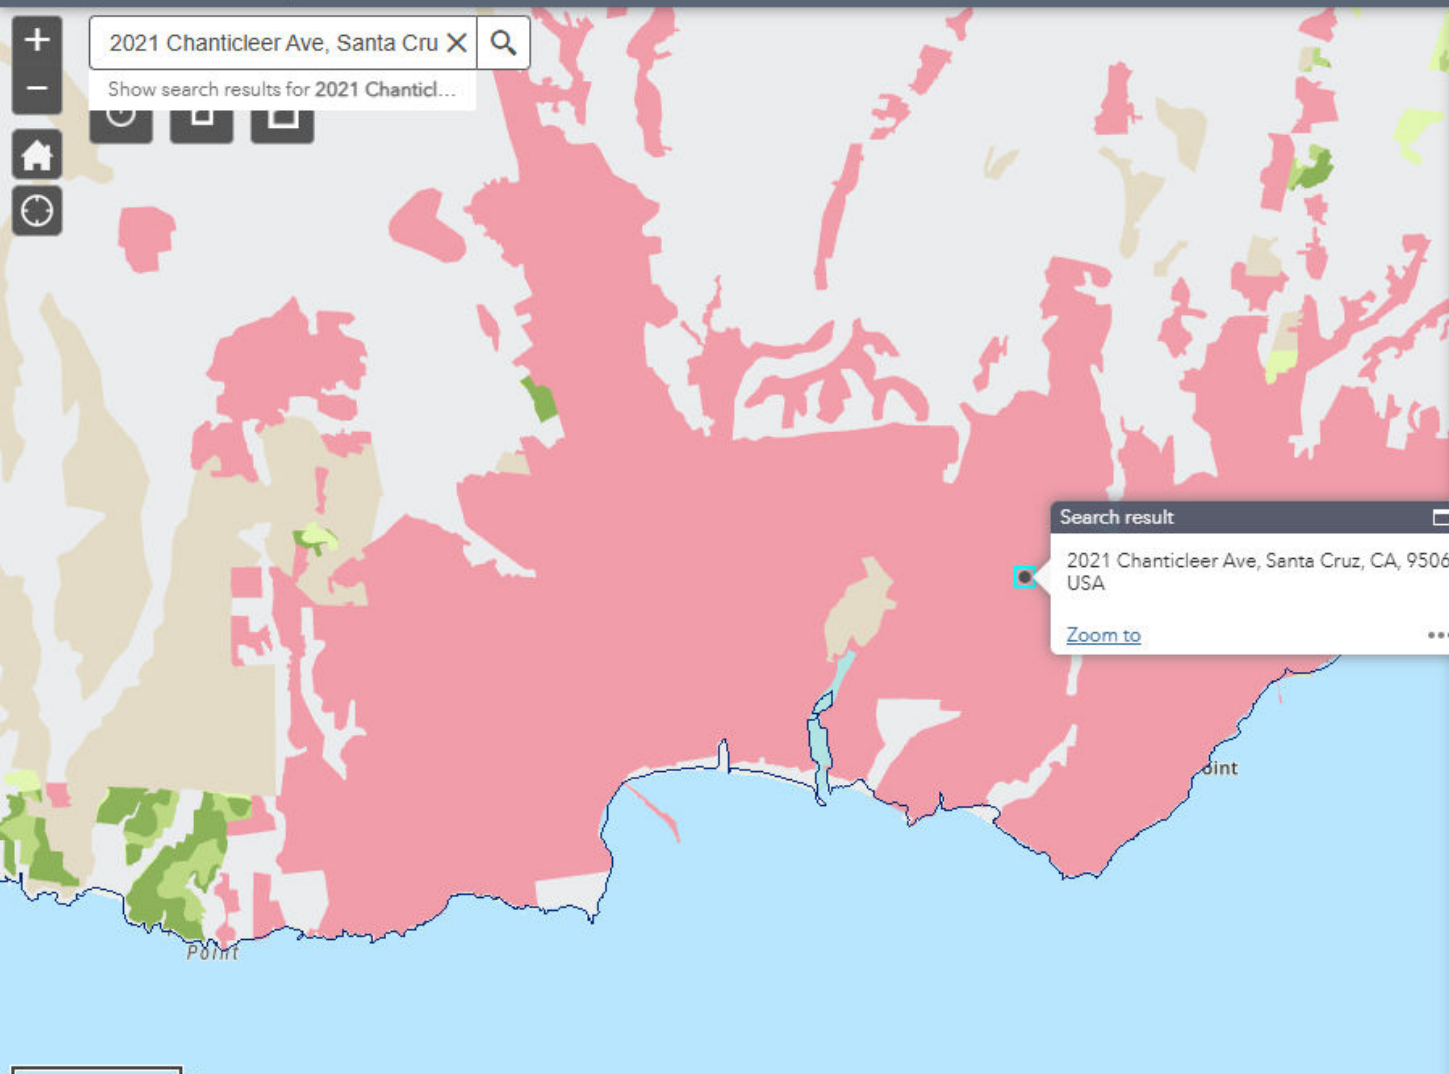 2021 Chanticleer Ave, Santa Cru
Show search results for 2021 Chanticl...
Search result
2021 Chanticleer Ave, Santa Cruz, CA, 9506
USA
Zoom to
Point